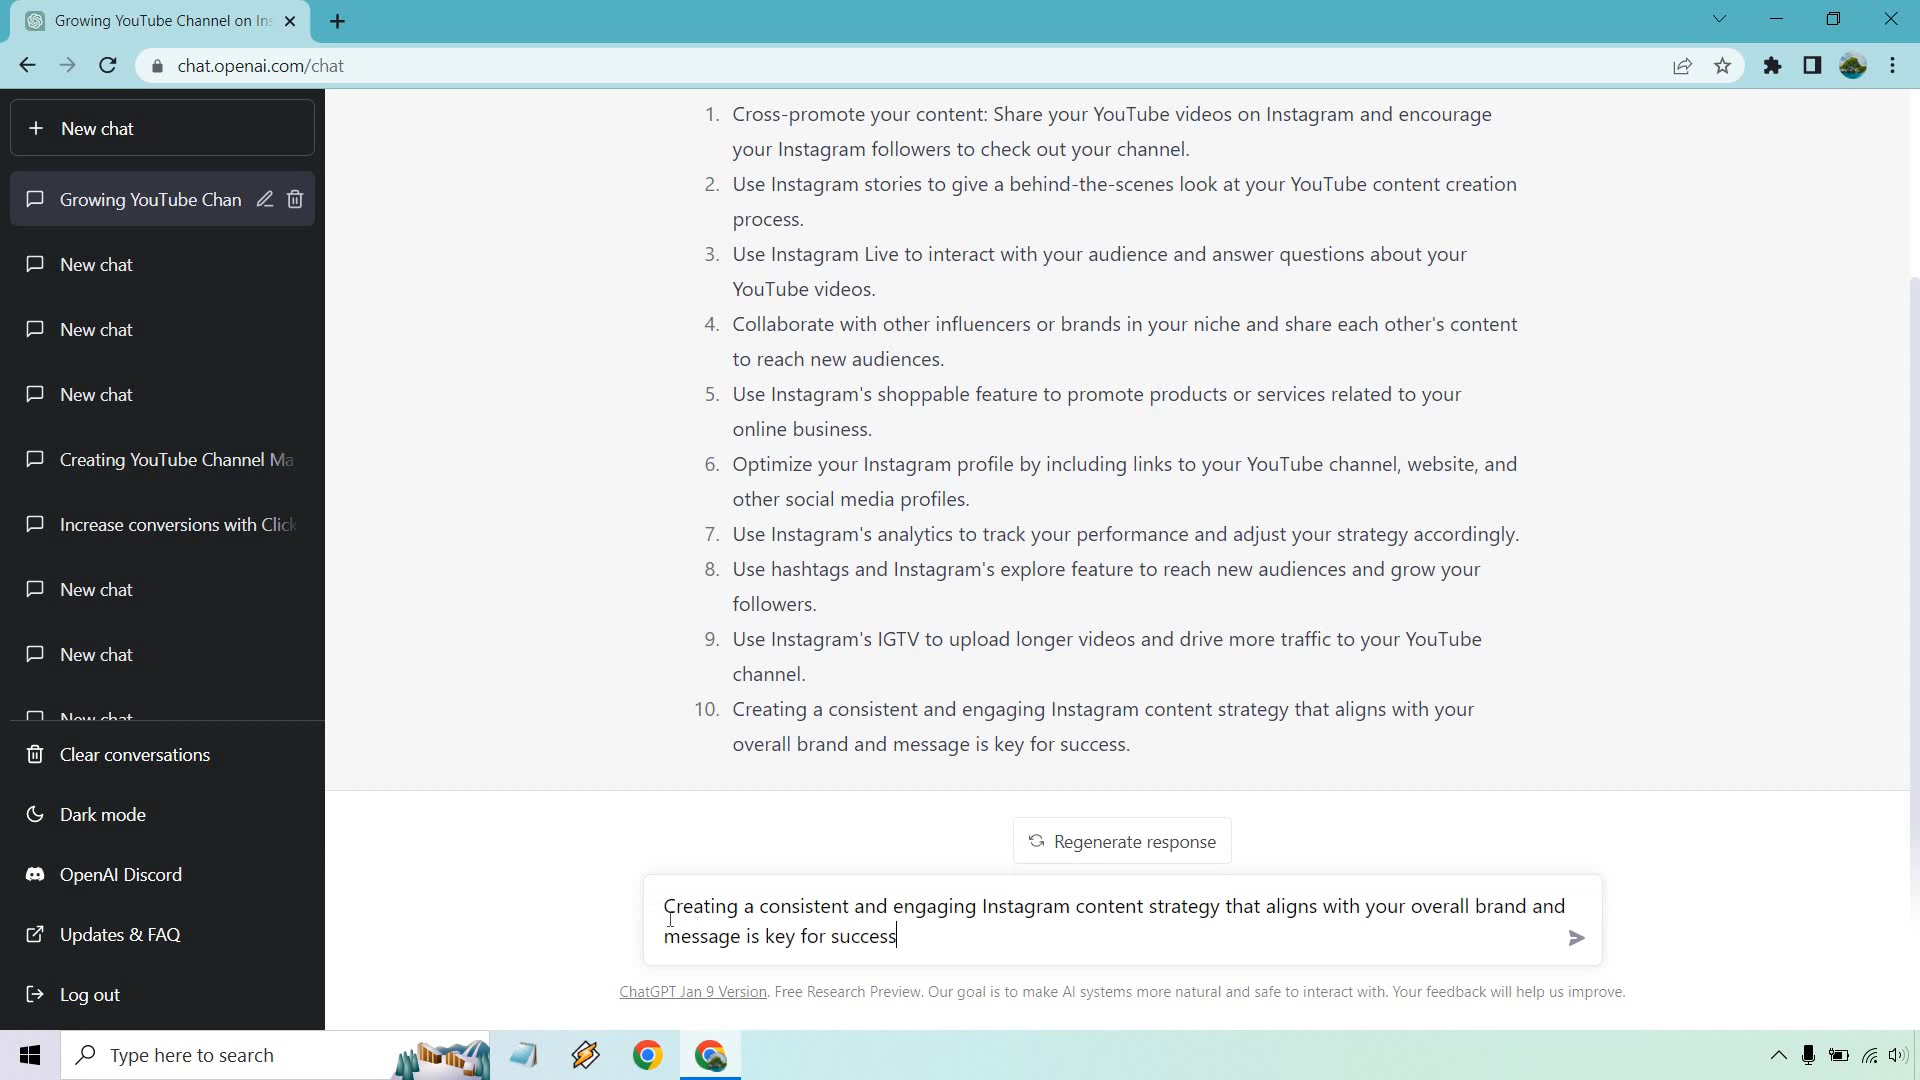 Growing YouTube Channel on Ins
chat.openai.com/chat
New chat
Growing YouTube Chan
New chat
New chat
New chat
Creating YouTube Channel Ma
Increase conversions with Click
New chat
New chat
New chat
Clear conversations
Dark mode
OpenAI Discord
Updates & FAQ
Log out
1. Cross-promote your content: Share your YouTube videos on Instagram and encourage
your Instagram followers to check out your channel.
2. Use Instagram stories to give a behind-the-scenes look at your YouTube content creation
process.
3. Use Instagram Live to interact with your audience and answer questions about your
YouTube videos.
4. Collaborate with other influencers or brands in your niche and share each other's content
to reach new audiences.
5. Use Instagram's shoppable feature to promote products or services related to your
online business.
6. Optimize your Instagram profile by including links to your YouTube channel, website, and
other social media profiles.
7. Use Instagram's analytics to track your performance and adjust your strategy accordingly.
8. Use hashtags and Instagram's explore feature to reach new audiences and grow your
followers.
9. Use Instagram's IGTV to upload longer videos and drive more traffic to your YouTube
channel.
10. Creating a consistent and engaging Instagram content strategy that aligns with your
overall brand and message is key for success.
Regenerate response
Creating a consistent and engaging Instagram content strategy that aligns with your overall brand and
message is key for success
ChatGPT Jan 9 Version. Free Research Preview. Our goal is to make AI systems more natural and safe to interact with. Your feedback will help us improve.
Type here to search